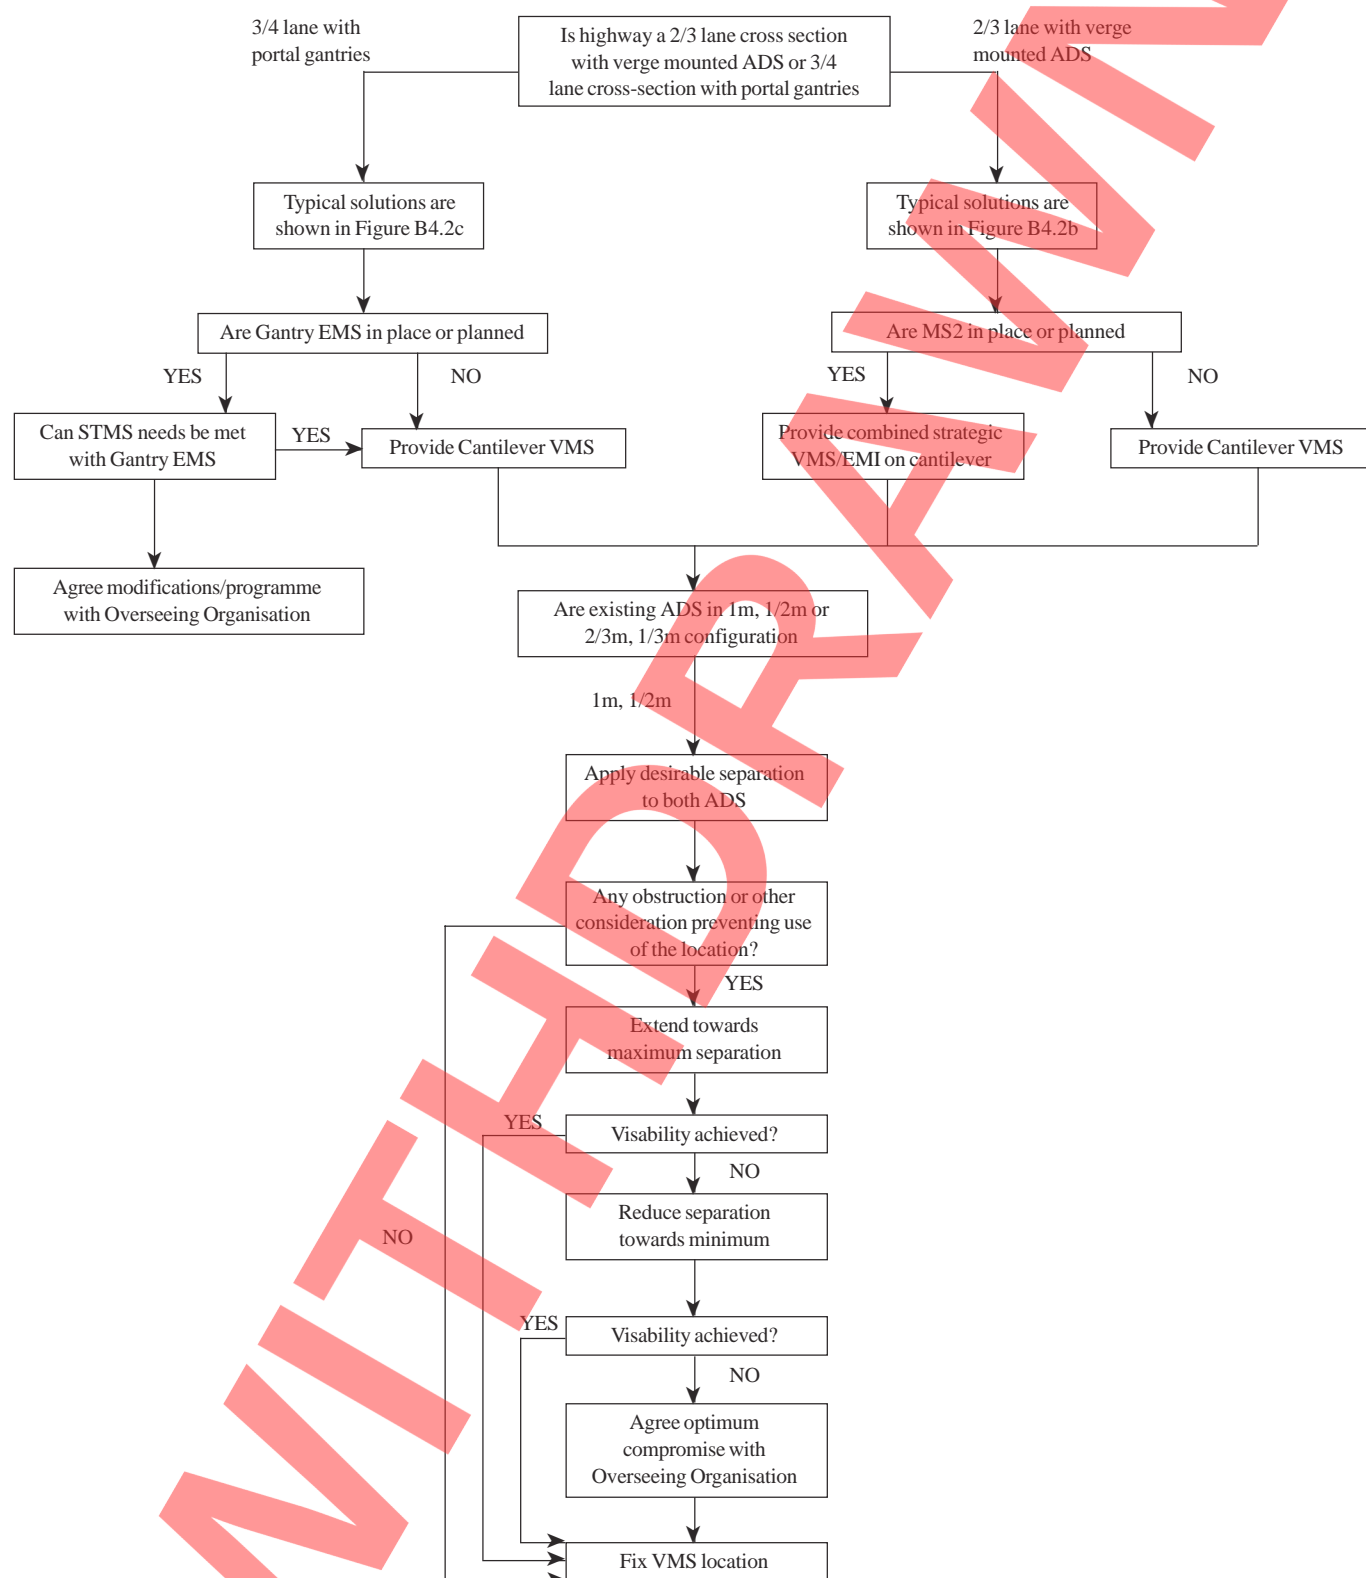 3/4 lane with
portal gantries
Is highway a 2/3 lane cross section
with verge mounted ADS or 3/4
lane cross-section with portal gantries
2/3 lane with verge
mounted ADS
Typical solutions are
shown in Figure B4.2c
Typical solutions are
shown in Figure B4.2b
Are Gantry EMS in place or planned
Are MS2 in place or planned
YES
NO
YES
NO
Can STMS needs be met
with Gantry EMS
YES
Provide Cantilever VMS
Provide combined strategic
VMS/EMI on cantilever
Provide Cantilever VMS
Agree modifications/programme
with Overseeing Organisation
Are existing ADS in 1m, 1/2m or
2/3m, 1/3m configuration
1m, 1/2m
Apply desirable separation
to both ADS
Any obstruction or other
consideration preventing use
of the location?
YES
Extend towards
maximum separation
YES
Visability achieved?
NO
Reduce separation
towards minimum
NO
YES
Visability achieved?
NO
Agree optimum
compromise with
Overseeing Organisation
Fix VMS location
WITHDRAWN